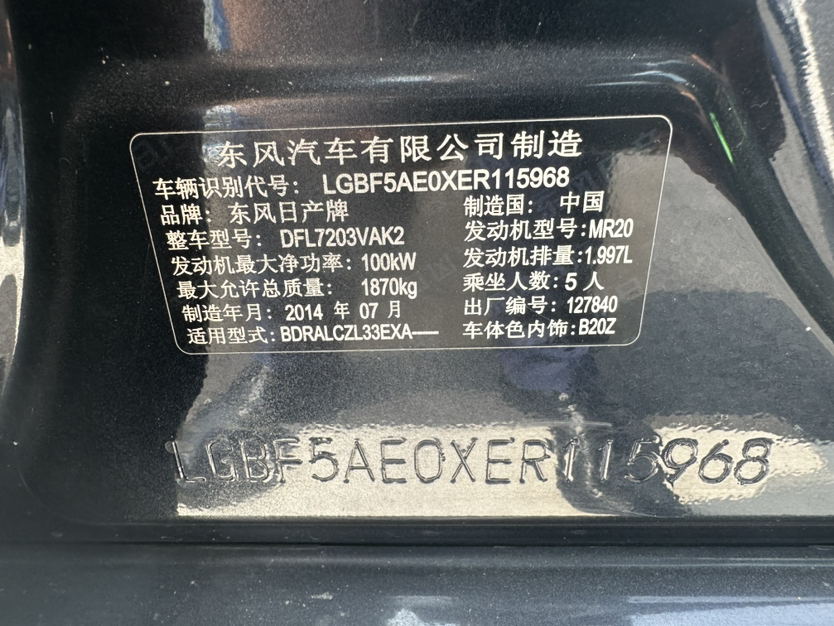 东风汽车有限公司制造
车辆识别代号: LGBF5AE0XER115968
品牌: 东风日产牌 制造国: 中国
整车型号: DFL7203VAK2 发动机型号:MR20
发动机最大净功率: 100kW 发动机排量:1.997L
最大允许总质量: 1870kg 乘坐人数:5 人
制造年月: 2014 年 07 月 出厂编号: 127840
适用型式: BDRALCZL33EXA—— 车体色内饰:B20Z
LGBF5AE0XER115968